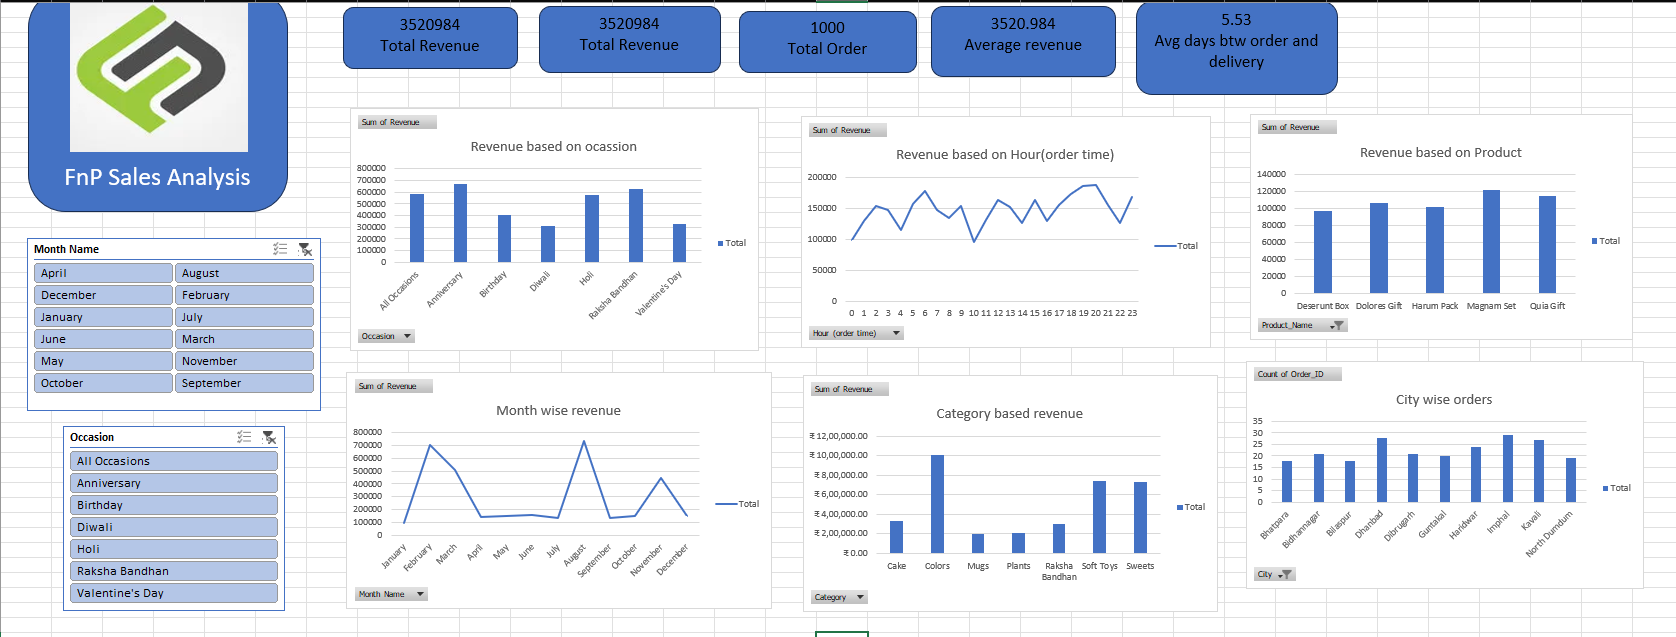 FnP Sales Analysis
3520984
Total Revenue
3520984
Total Revenue
1000
Total Order
3520.984
Average revenue
5.53
Avg days btw order and
delivery
Month Name
April August
December February
January July
June March
May November
October September
Occasion
All Occasions
Anniversary
Birthday
Diwali
Holi
Raksha Bandhan
Valentine's Day
Sum of Revenue
Revenue based on ocassion
800000
700000
600000
500000
400000
300000
200000
100000
0
All Occasions Anniversary Birthday Diwali Holi Raksha Bandhan Valentine's Day
Total
Occasion
Sum of Revenue
Revenue based on Hour(order time)
200000
150000
100000
50000
0
0 1 2 3 4 5 6 7 8 9 10 11 12 13 14 15 16 17 18 19 20 21 22 23
Total
Hour (order time)
Sum of Revenue
Revenue based on Product
140000
120000
100000
80000
60000
40000
20000
0
Deserunt Box Dolores Gift Harum Pack Magnam Set Quia Gift
Total
Product_Name
Sum of Revenue
Month wise revenue
800000
700000
600000
500000
400000
300000
200000
100000
0
January February March April May June July August September October November December
Total
Month Name
Sum of Revenue
Category based revenue
₹ 12,00,000.00
₹ 10,00,000.00
₹ 8,00,000.00
₹ 6,00,000.00
₹ 4,00,000.00
₹ 2,00,000.00
₹ 0.00
Cake Colors Mugs Plants Raksha Bandhan Soft Toys Sweets
Total
Category
Count of Order_ID
City wise orders
35
30
25
20
15
10
5
0
Bhatpara Bidhannagar Bilaspur Dhanbad Dibrugarh Guntakal Haridwar Imphal Kavali North Dumdum
Total
City